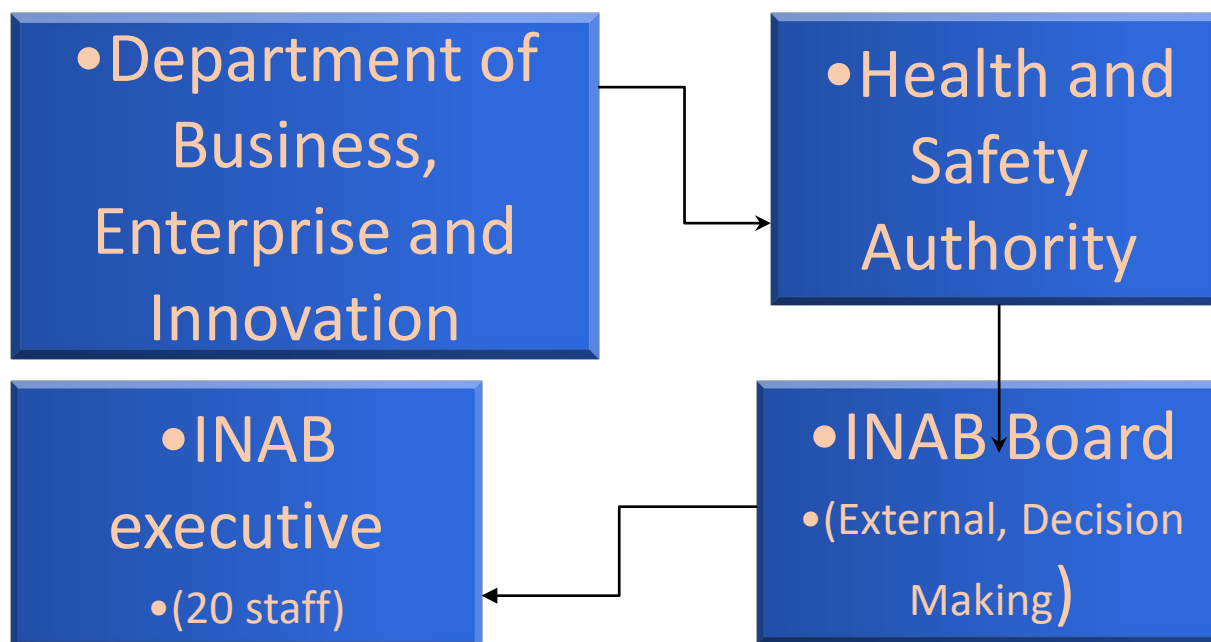 •Department of
Business,
Enterprise and
Innovation
•Health and
Safety
Authority
•INAB
executive
•(20 staff)
•INAB Board
•(External, Decision
Making)